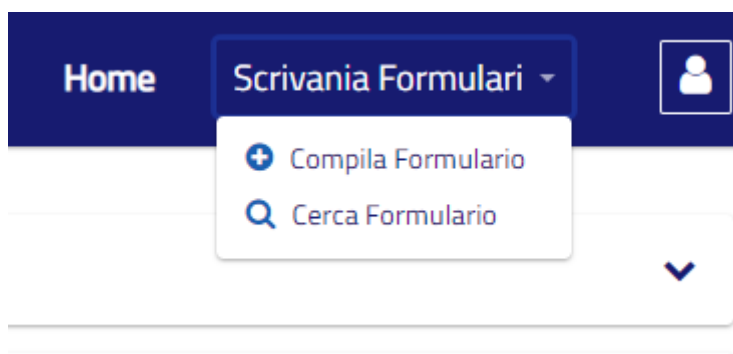 Home
Scrivania Formulari
Compila Formulario
Cerca Formulario